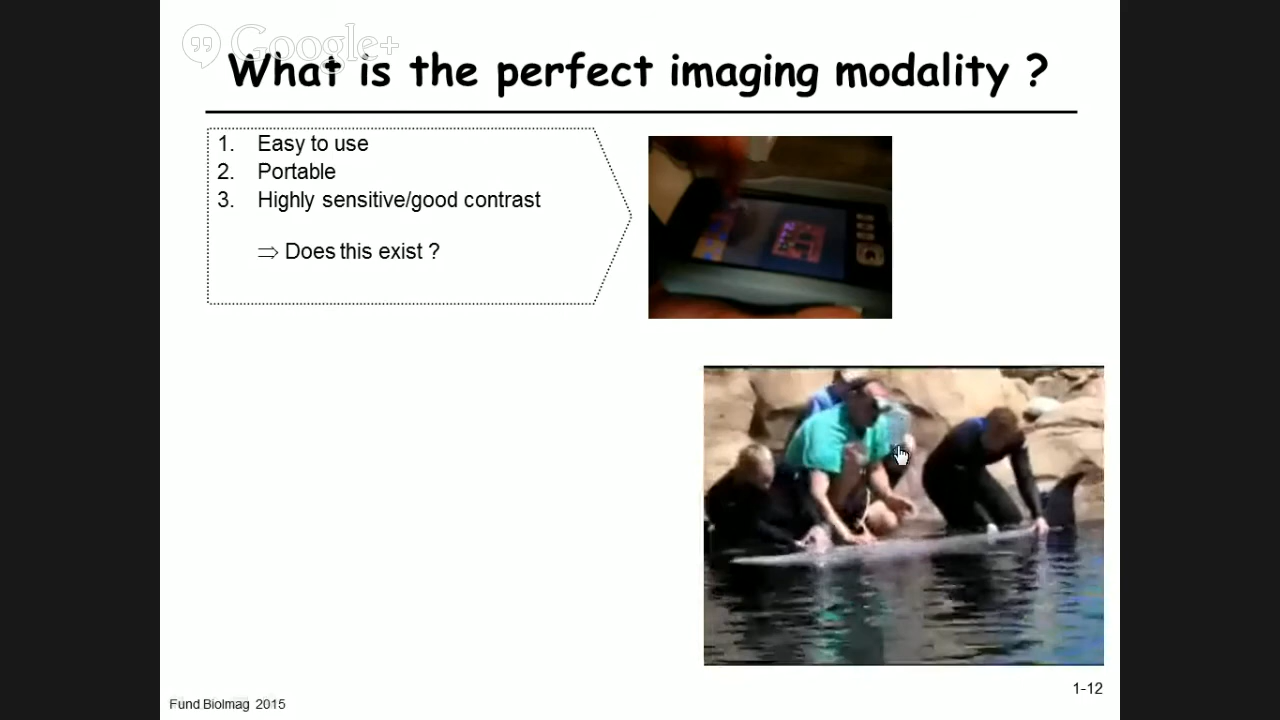 Google+
What is the perfect imaging modality ?
1. Easy to use
2. Portable
3. Highly sensitive/good contrast
⇒ Does this exist ?
1-12
Fund BioImag 2015